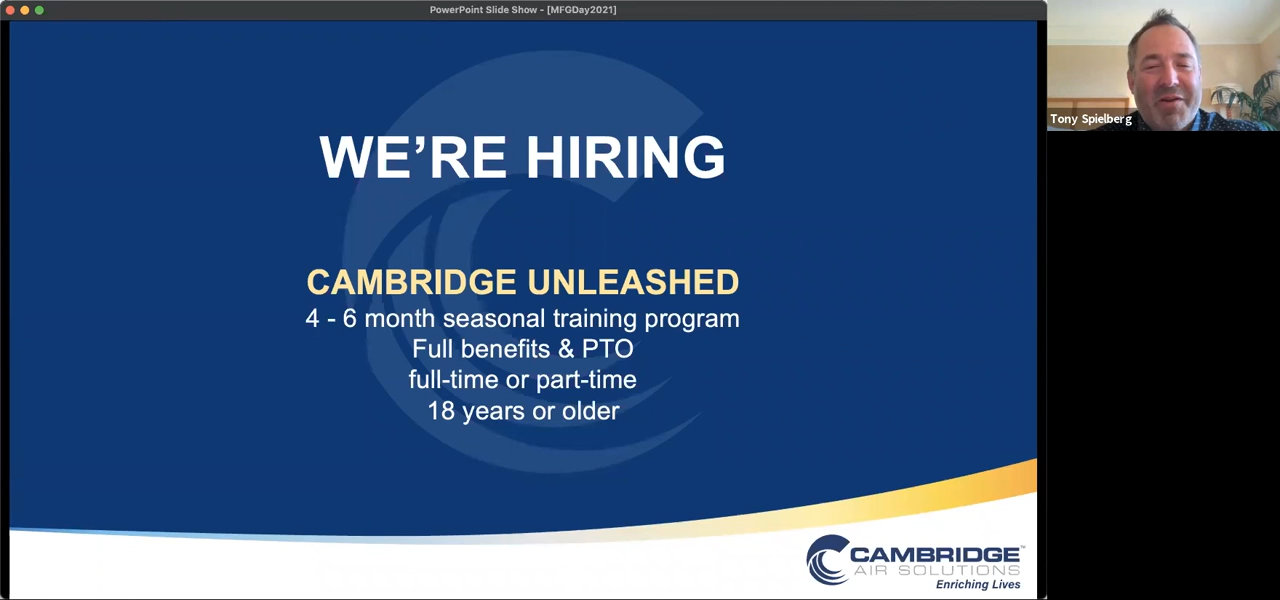 PowerPoint Slide Show - [MFGDay2021]
WE'RE HIRING
CAMBRIDGE UNLEASHED
4 - 6 month seasonal training program
Full benefits & PTO
full-time or part-time
18 years or older
CAMBRIDGE™
AIR SOLUTIONS
Enriching Lives
Tony Spielberg